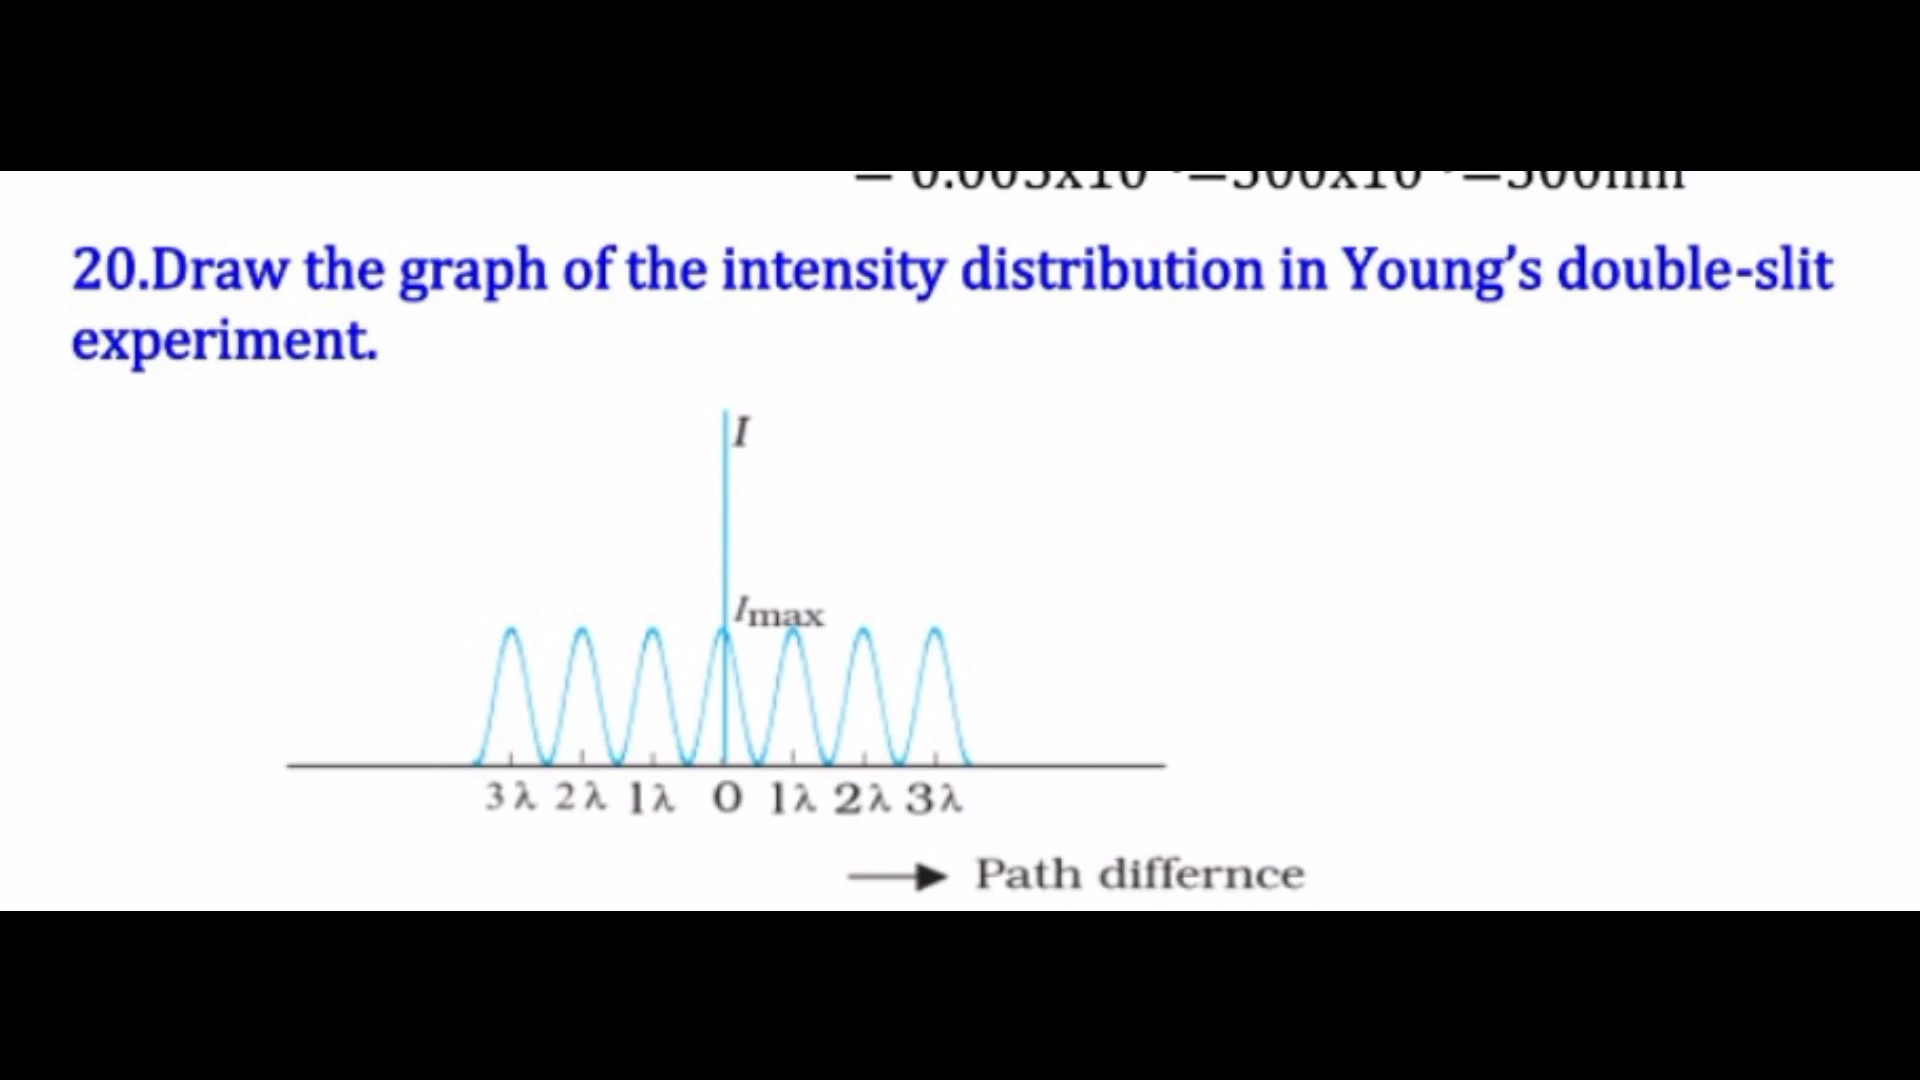 20.Draw the graph of the intensity distribution in Young’s double-slit
experiment.
I
Imax
3λ 2λ 1λ 0 1λ 2λ 3λ
Path differnce